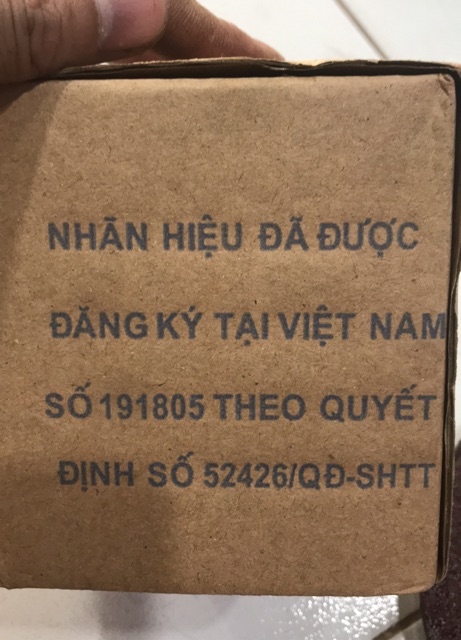 NHÃN HIỆU ĐÃ ĐƯỢC
ĐĂNG KÝ TẠI VIỆT NAM
SỐ 191805 THEO QUYẾT
ĐỊNH SỐ 52426/QĐ-SHTT